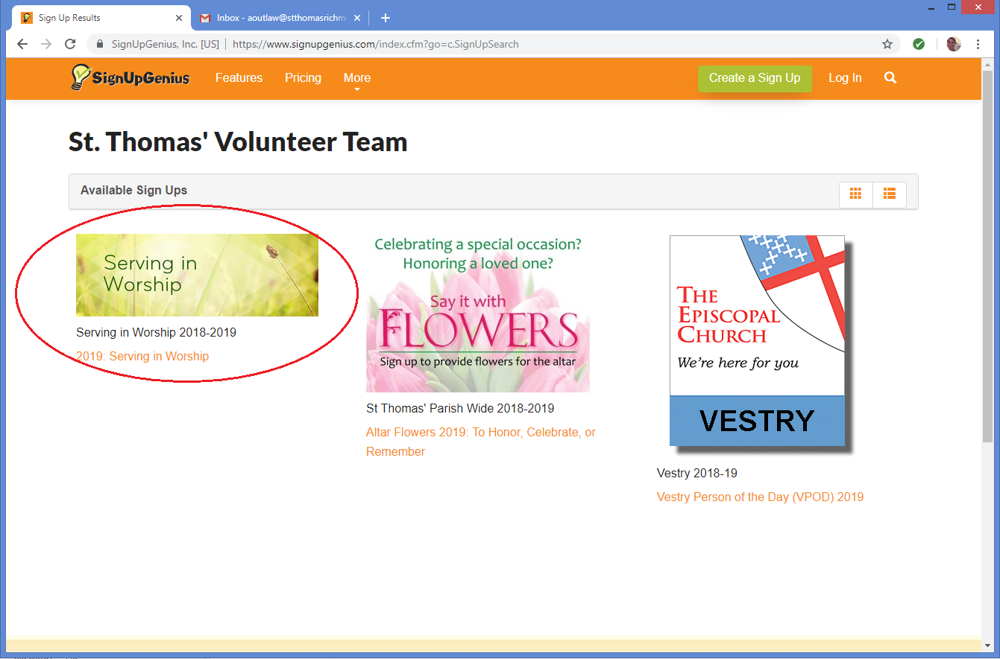 Sign Up Results
Inbox - aoutlaw@stthomasrichm
SignUpGenius, Inc. [US] | https://www.signupgenius.com/index.cfm?go=c.SignUpSearch
SignUpGenius Features Pricing More Create a Sign Up Log In
St. Thomas' Volunteer Team
Available Sign Ups
Serving in
Worship
Serving in Worship 2018-2019
2019: Serving in Worship
Celebrating a special occasion?
Honoring a loved one?
Say it with
FLOWERS
Sign up to provide flowers for the altar
St Thomas' Parish Wide 2018-2019
Altar Flowers 2019: To Honor, Celebrate, or
Remember
THE
EPISCOPAL
CHURCH
We're here for you
VESTRY
Vestry 2018-19
Vestry Person of the Day (VPOD) 2019